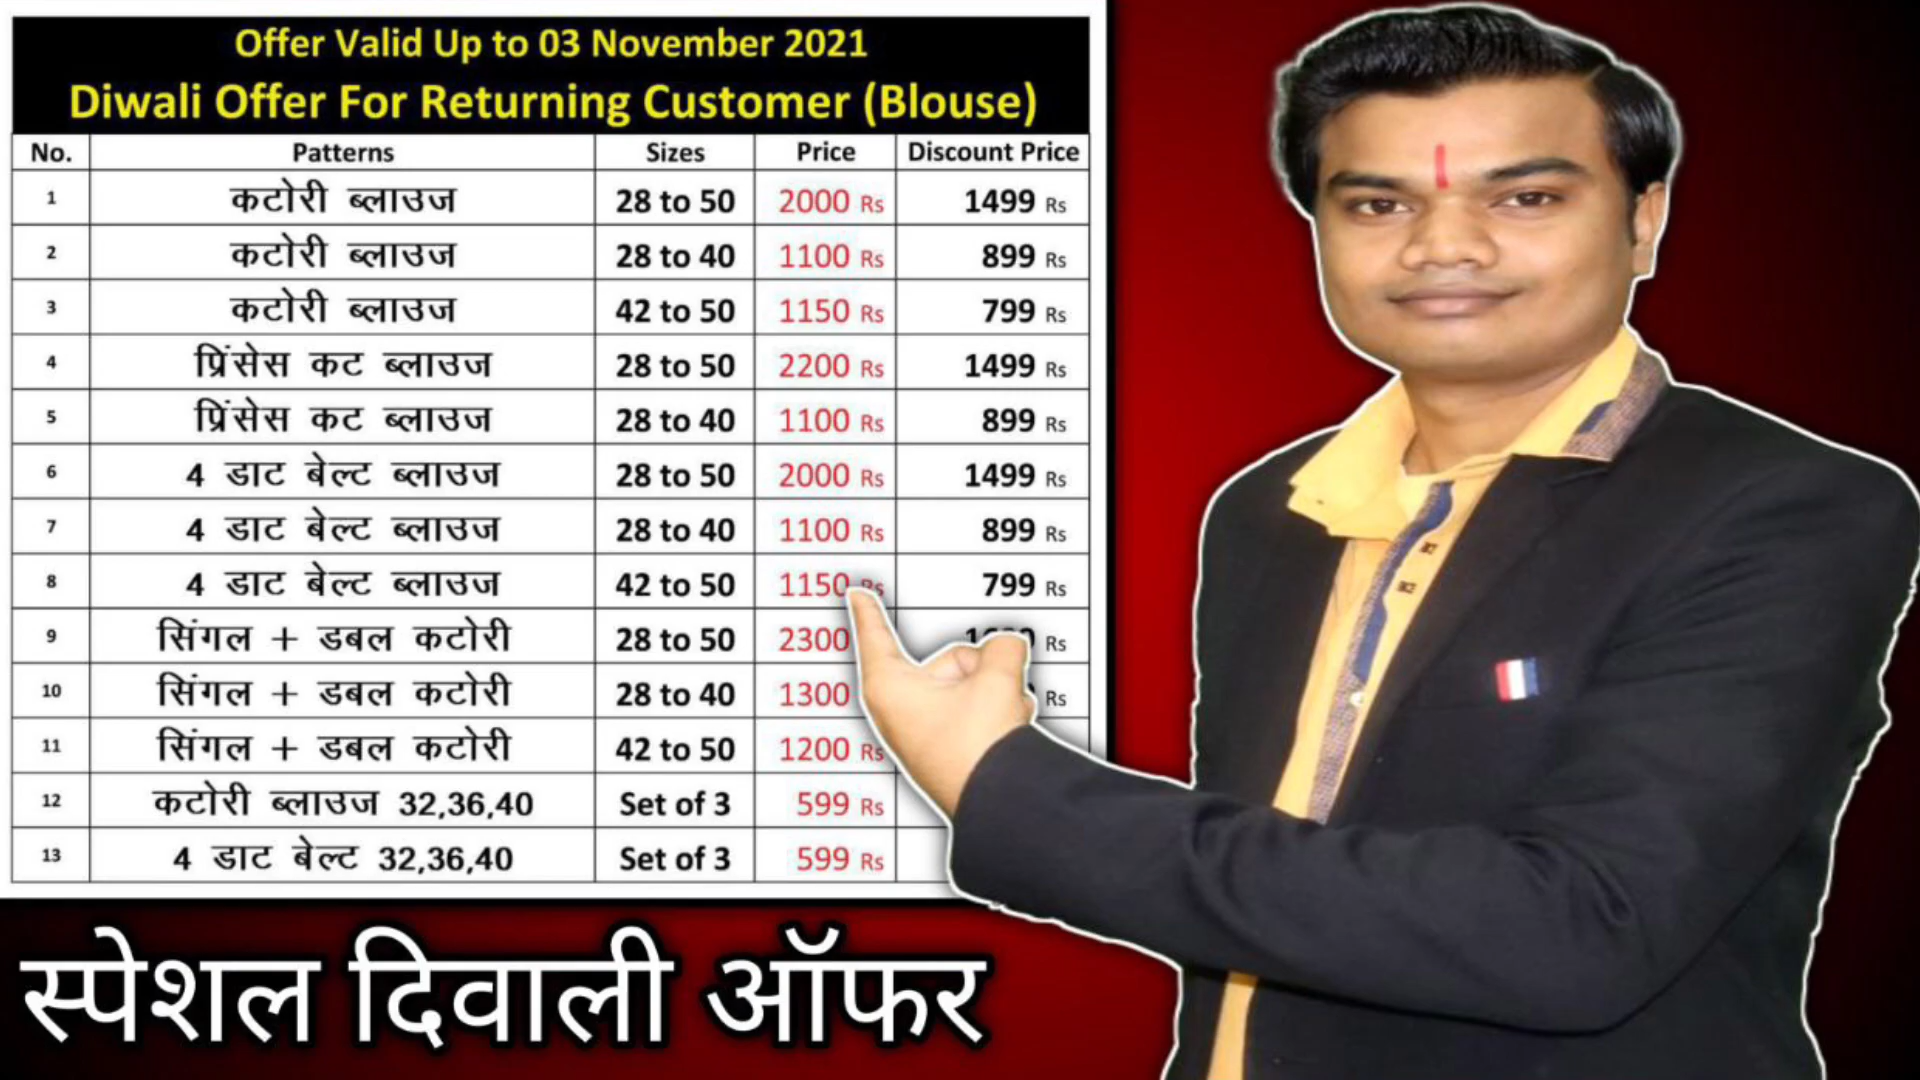 Offer Valid Up to 03 November 2021
Diwali Offer For Returning Customer (Blouse)
No. Patterns Sizes Price Discount Price
1 कटोरी ब्लाउज 28 to 50 2000 Rs 1499 Rs
2 कटोरी ब्लाउज 28 to 40 1100 Rs 899 Rs
3 कटोरी ब्लाउज 42 to 50 1150 Rs 799 Rs
4 प्रिंसेस कट ब्लाउज 28 to 50 2200 Rs 1499 Rs
5 प्रिंसेस कट ब्लाउज 28 to 40 1100 Rs 899 Rs
6 4 डाट बेल्ट ब्लाउज 28 to 50 2000 Rs 1499 Rs
7 4 डाट बेल्ट ब्लाउज 28 to 40 1100 Rs 899 Rs
8 4 डाट बेल्ट ब्लाउज 42 to 50 1150 Rs 799 Rs
9 सिंगल + डबल कटोरी 28 to 50 2300 Rs
10 सिंगल + डबल कटोरी 28 to 40 1300 Rs
11 सिंगल + डबल कटोरी 42 to 50 1200 Rs
12 कटोरी ब्लाउज 32,36,40 Set of 3 599 Rs
13 4 डाट बेल्ट 32,36,40 Set of 3 599 Rs
स्पेशल दिवाली ऑफर